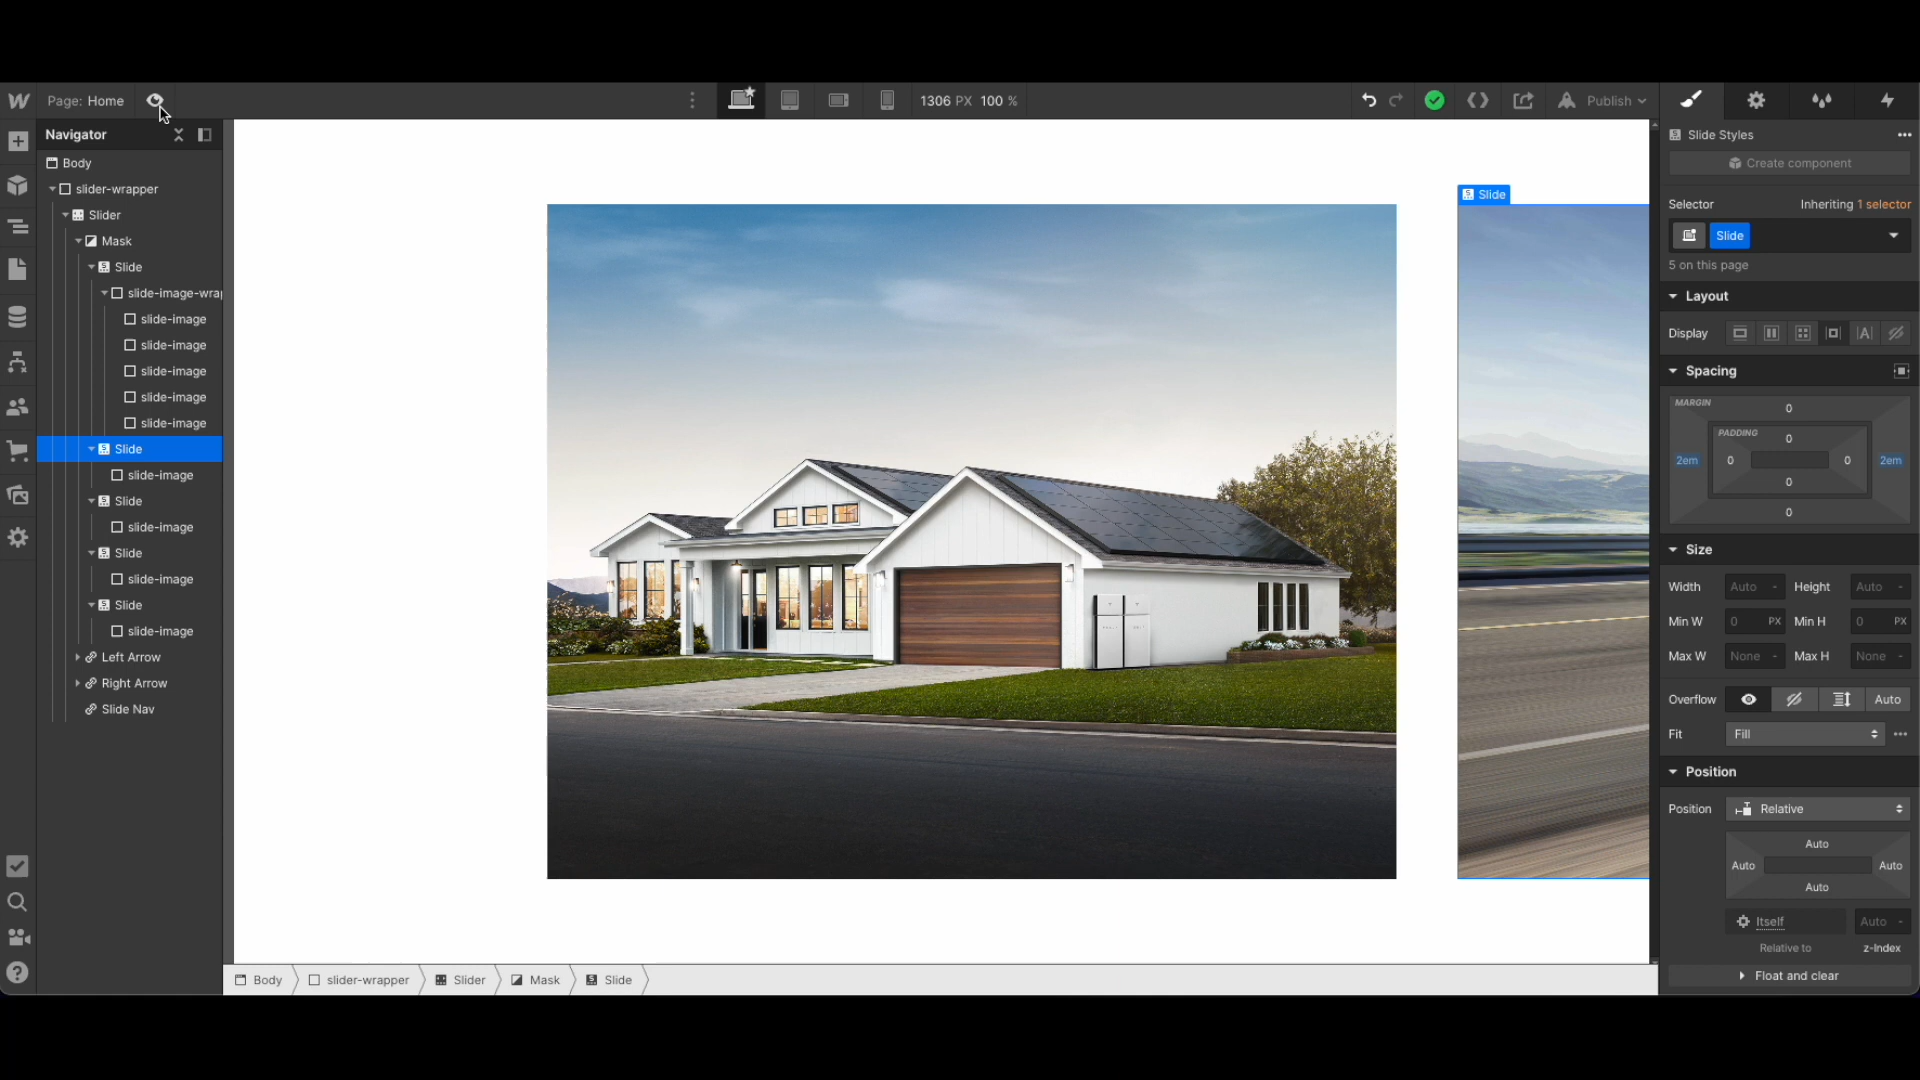 Page: Home
1306 PX 100 %
Publish
Navigator
Body
slider-wrapper
Slider
Mask
Slide
slide-image-wra
slide-image
slide-image
slide-image
slide-image
slide-image
Slide
slide-image
Slide
slide-image
Slide
slide-image
Slide
slide-image
Left Arrow
Right Arrow
Slide Nav
Slide
Body
slider-wrapper
Slider
Mask
Slide
Slide Styles
Create component
Selector Inheriting 1 selector
Slide
5 on this page
Layout
Display
Spacing
MARGIN
0
PADDING
0
2em 0 0 2em
0
0
Size
Width Auto - Height Auto -
Min W 0 PX Min H 0 PX
Max W None - Max H None -
Overflow Auto
Fit Fill
Position
Position Relative
Auto
Auto Auto
Auto
Itself Auto -
Relative to z-Index
Float and clear